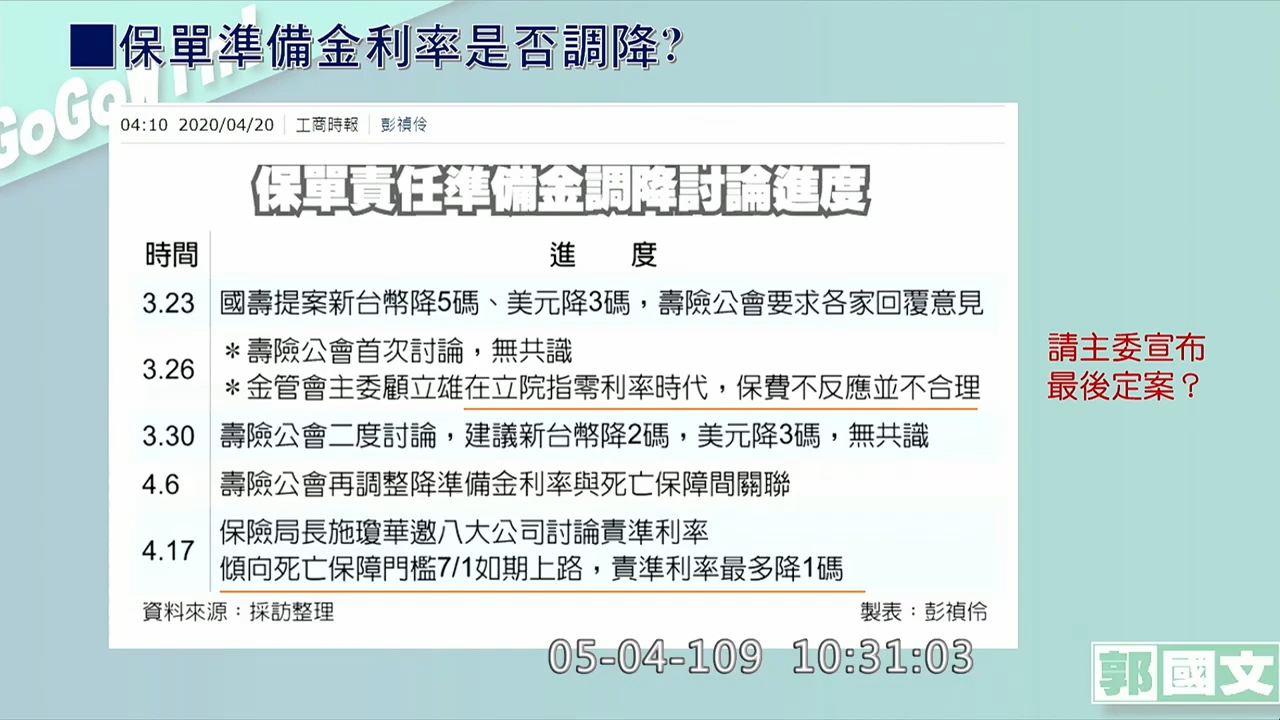 ■保單準備金利率是否調降?
04:10 2020/04/20 工商時報 彭禎伶
保單責任準備金調降討論進度
時間 進度
3.23 國壽提案新台幣降5碼、美元降3碼，壽險公會要求各家回覆意見
3.26 ＊壽險公會首次討論，無共識
＊金管會主委顧立雄在立院指零利率時代，保費不反應並不合理
3.30 壽險公會二度討論，建議新台幣降2碼，美元降3碼，無共識
4.6 壽險公會再調整降準備金利率與死亡保障間關聯
4.17 保險局長施瓊華邀八大公司討論責準利率
傾向死亡保障門檻7/1如期上路，責準利率最多降1碼
資料來源：採訪整理 製表：彭禎伶
請主委宣布
最後定案？
05-04-109 10:31:03
郭國文